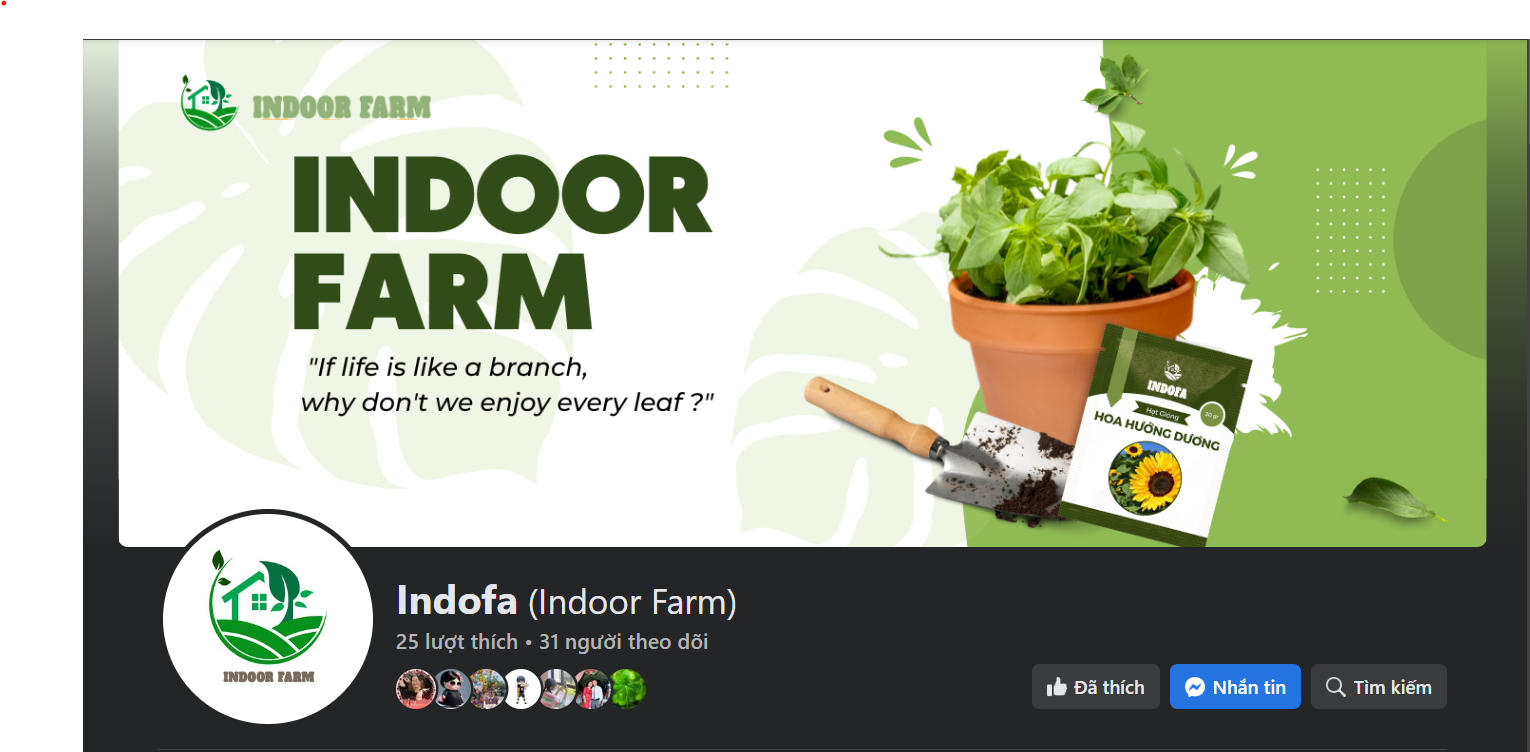 INDOOR FARM
INDOOR
FARM
"If life is like a branch,
why don't we enjoy every leaf ?"
INDOFA
Hạt Giống
20 gr
HOA HƯỚNG DƯƠNG
INDOOR FARM
Indofa (Indoor Farm)
25 lượt thích • 31 người theo dõi
Đã thích
Nhắn tin
Tìm kiếm